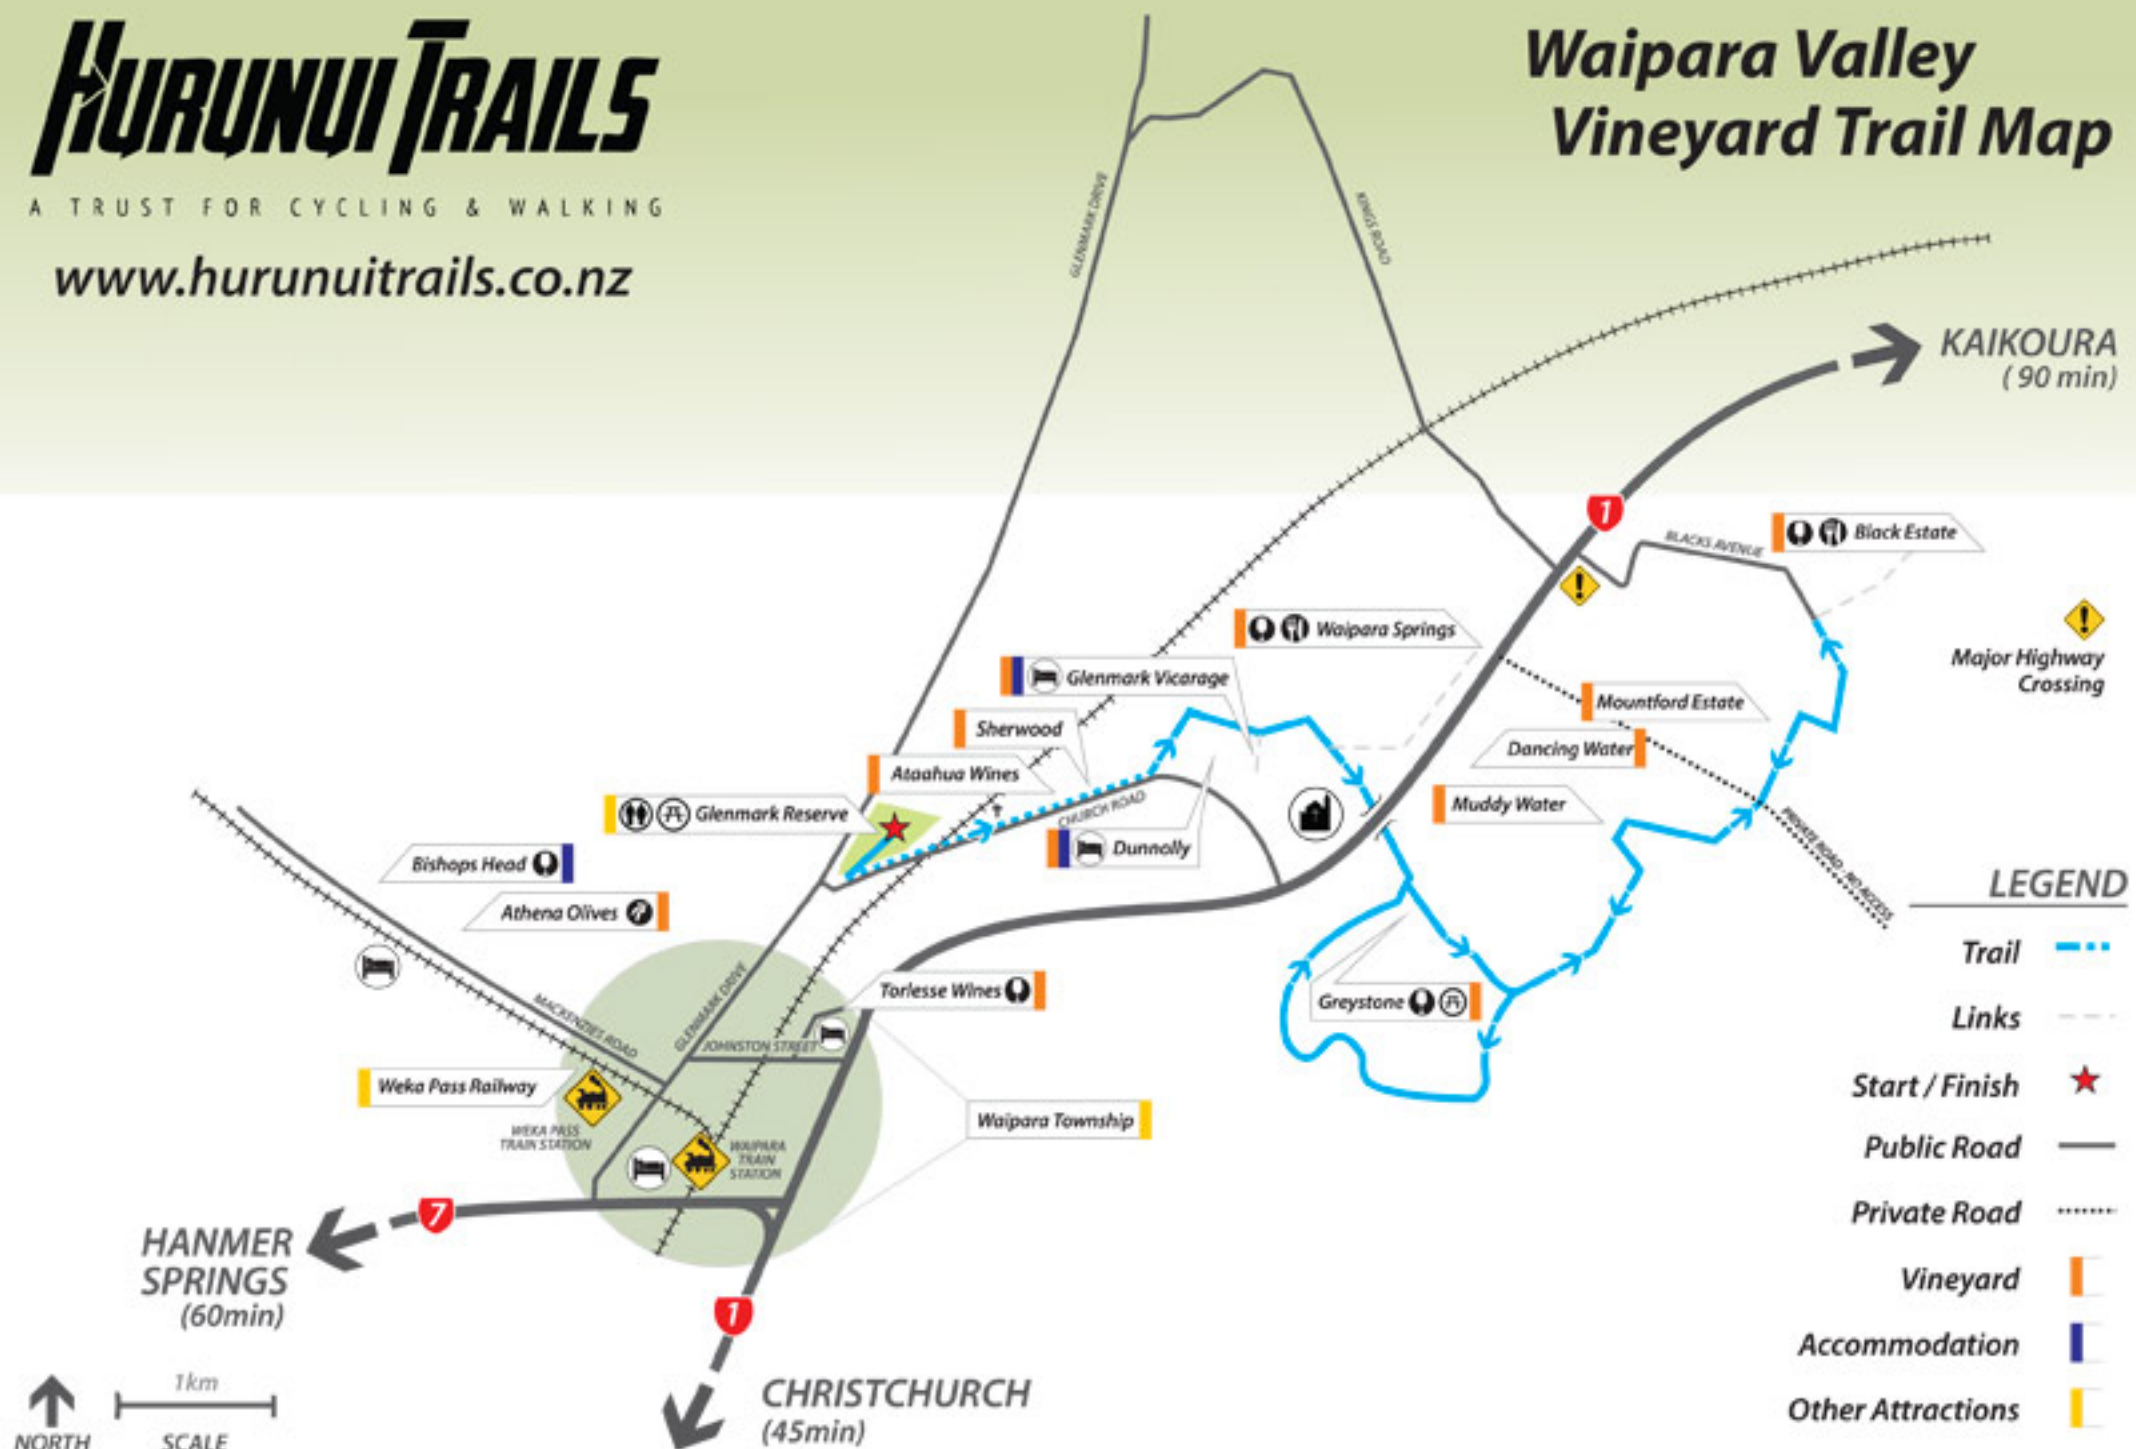 HURUNUI TRAILS
A TRUST FOR CYCLING & WALKING
www.hurunuitrails.co.nz
Waipara Valley
Vineyard Trail Map
GLENMARK DRIVE
KINGS ROAD
KAIKOURA
(90 min)
1
BLACKS AVENUE
Black Estate
!
!
Major Highway
Crossing
Waipara Springs
Glenmark Vicarage
Sherwood
Ataahua Wines
Glenmark Reserve
CHURCH ROAD
Dunnolly
Mountford Estate
Dancing Water
Muddy Water
PRIVATE ROAD - NO ACCESS
Bishops Head
Athena Olives
Greystone
Torlesse Wines
MACKENZIES ROAD
GLENMARK DRIVE
JOHNSTON STREET
Weka Pass Railway
WEKA PASS
TRAIN STATION
WAIPARA
TRAIN
STATION
Waipara Township
7
HANMER
SPRINGS
(60min)
1
CHRISTCHURCH
(45min)
1km
NORTH
SCALE
LEGEND
Trail
Links
Start / Finish
Public Road
Private Road
Vineyard
Accommodation
Other Attractions